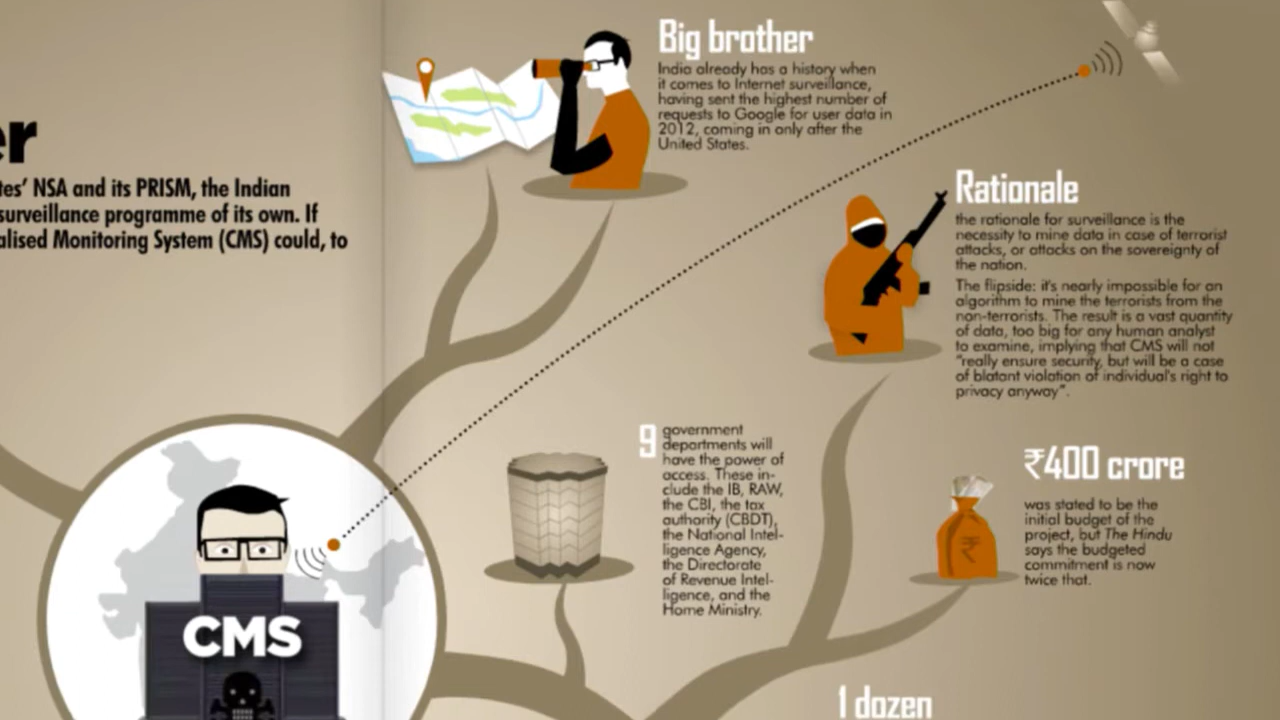 er
tes' NSA and its PRISM, the Indian
surveillance programme of its own. If
alised Monitoring System (CMS) could, to
Big brother
India already has a history when
it comes to Internet surveillance,
having sent the highest number of
requests to Google for user data in
2012, coming in only after the
United States.
Rationale
the rationale for surveillance is the
necessity to mine data in case of terrorist
attacks, or attacks on the sovereignty of
the nation.
The flipside: it's nearly impossible for an
algorithm to mine the terrorists from the
non-terrorists. The result is a vast quantity
of data, too big for any human analyst
to examine, implying that CMS will not
"really ensure security, but will be a case
of blatant violation of individual's right to
privacy anyway".
9 government
departments will
have the power of
access. These in-
clude the IB, RAW,
the CBI, the tax
authority (CBDT),
the National Intel-
ligence Agency,
the Directorate
of Revenue Intel-
ligence, and the
Home Ministry.
₹400 crore
was stated to be the
initial budget of the
project, but The Hindu
says the budgeted
commitment is now
twice that.
₹
CMS
1 dozen